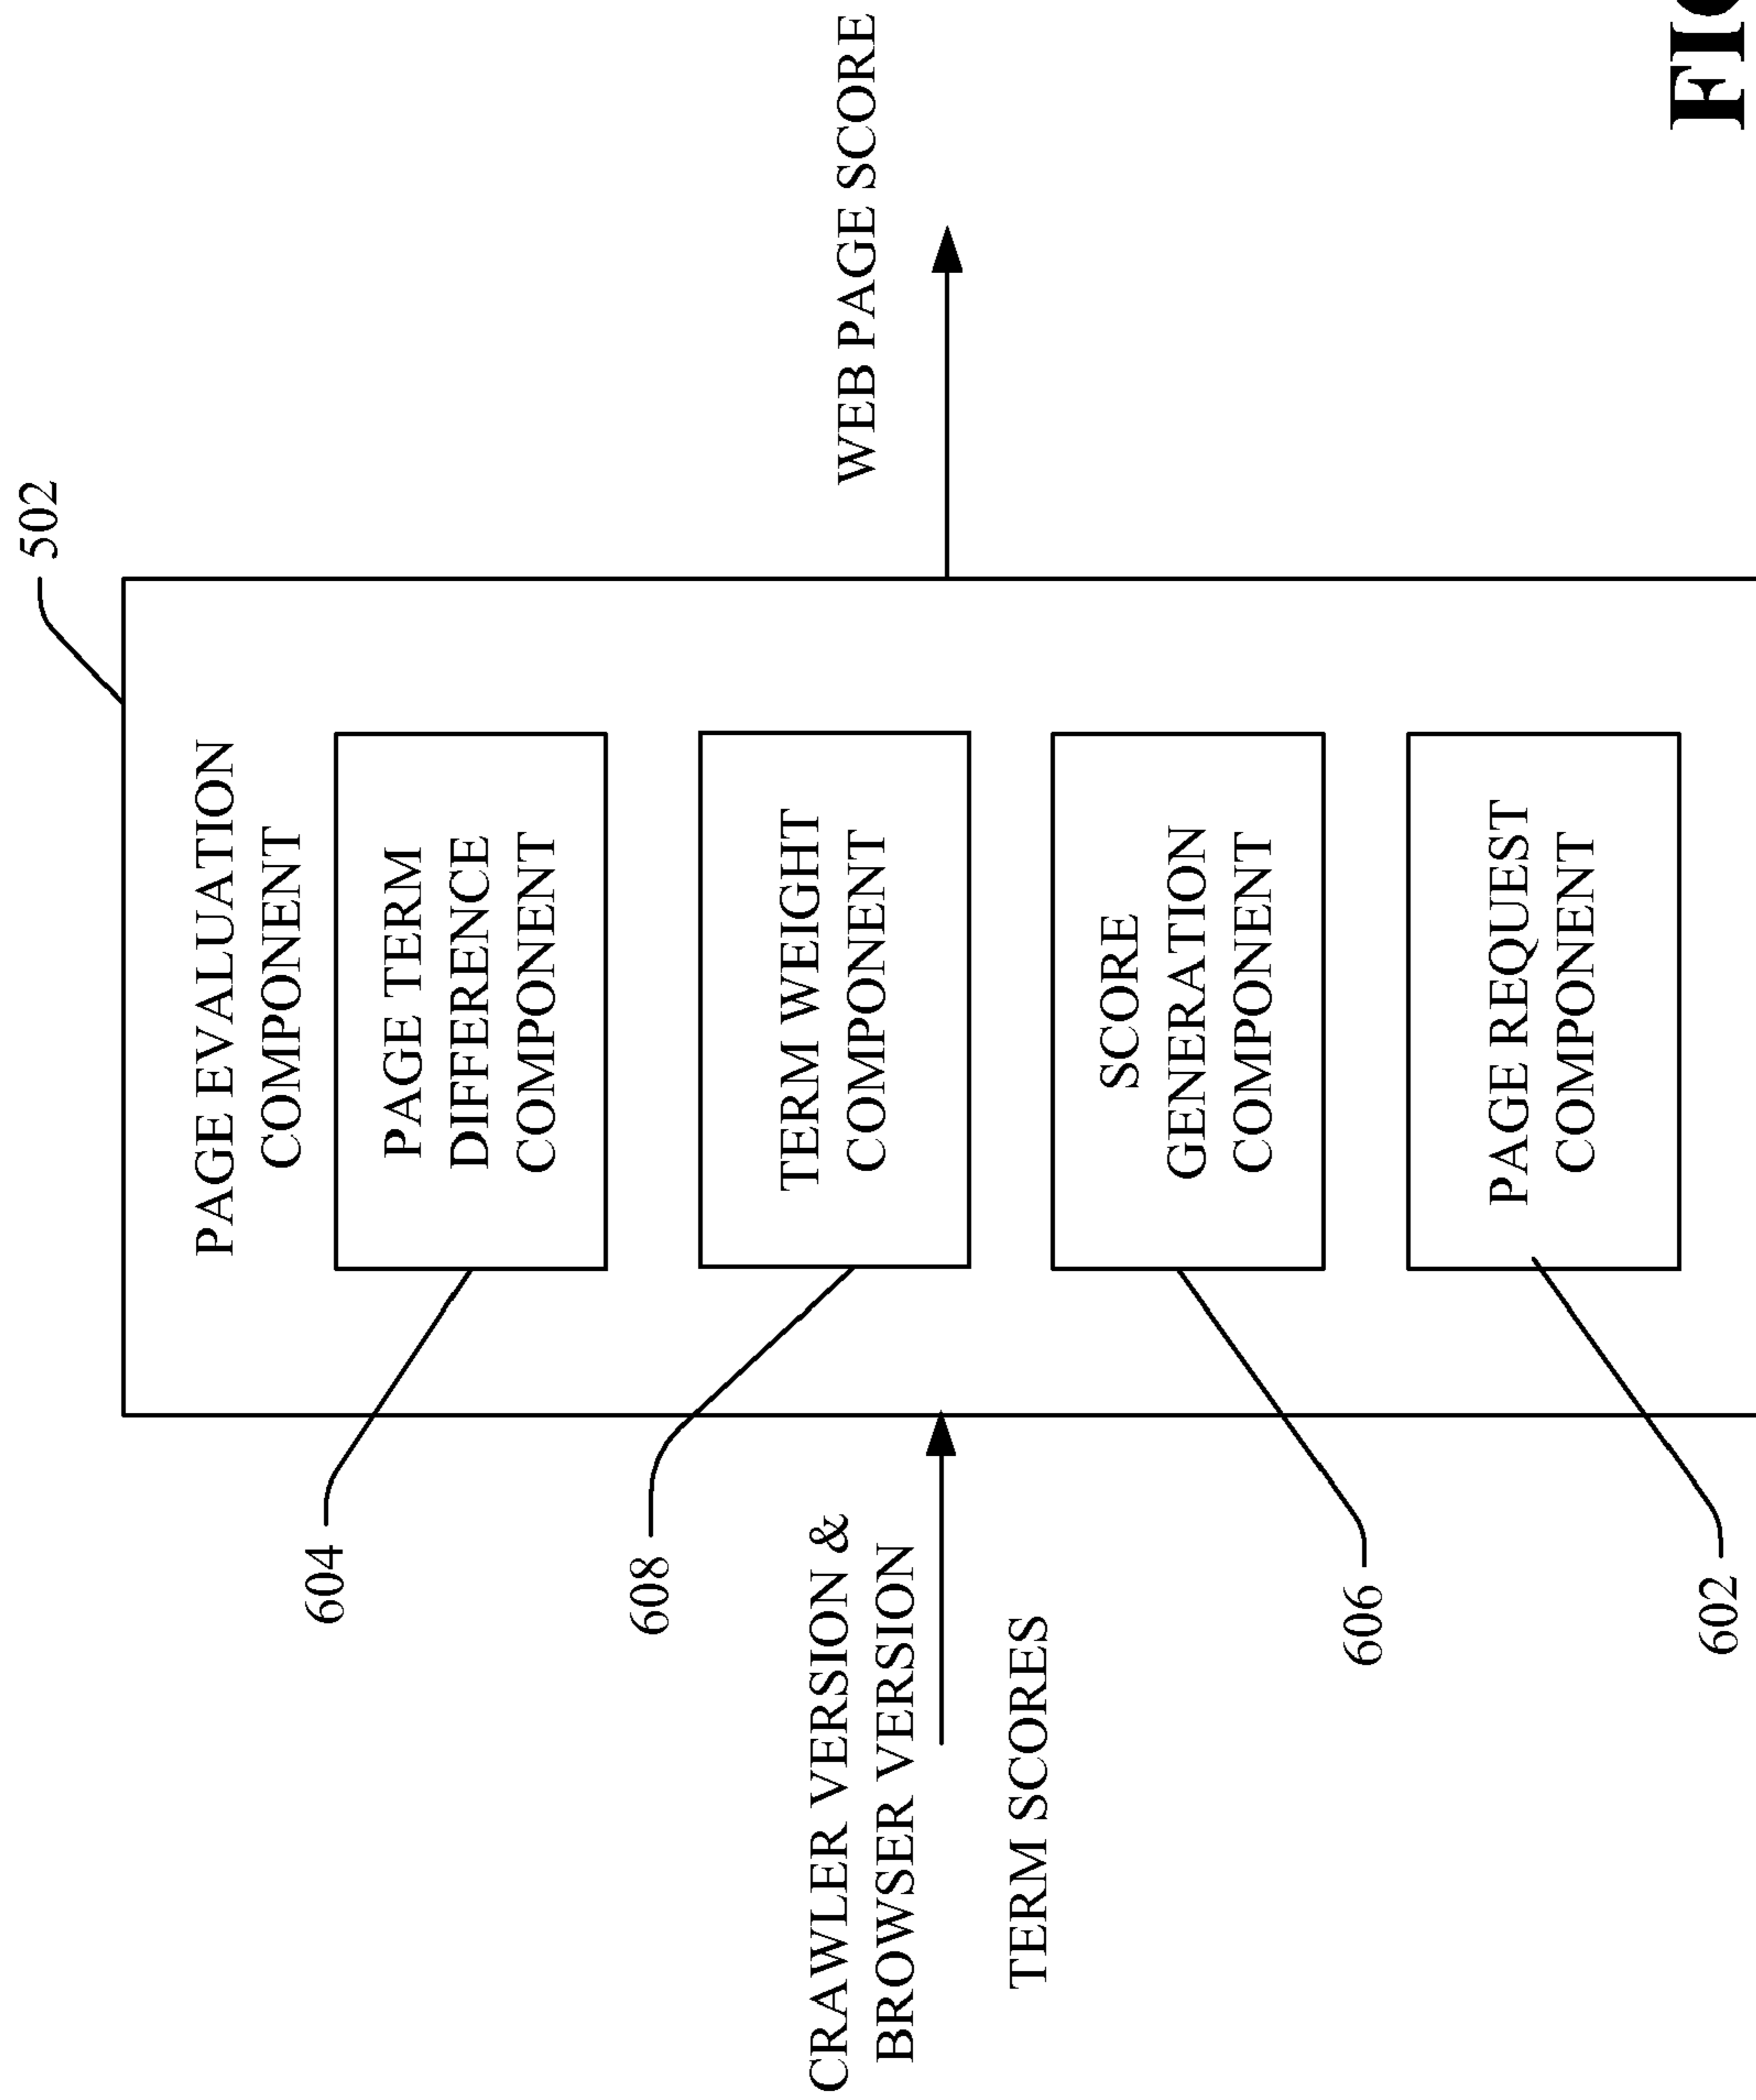 502
PAGE EVALUATION
COMPONENT
604
PAGE TERM
DIFFERENCE
COMPONENT
608
TERM WEIGHT
COMPONENT
CRAWLER VERSION &
BROWSER VERSION
TERM SCORES
WEB PAGE SCORE
606
SCORE
GENERATION
COMPONENT
602
PAGE REQUEST
COMPONENT